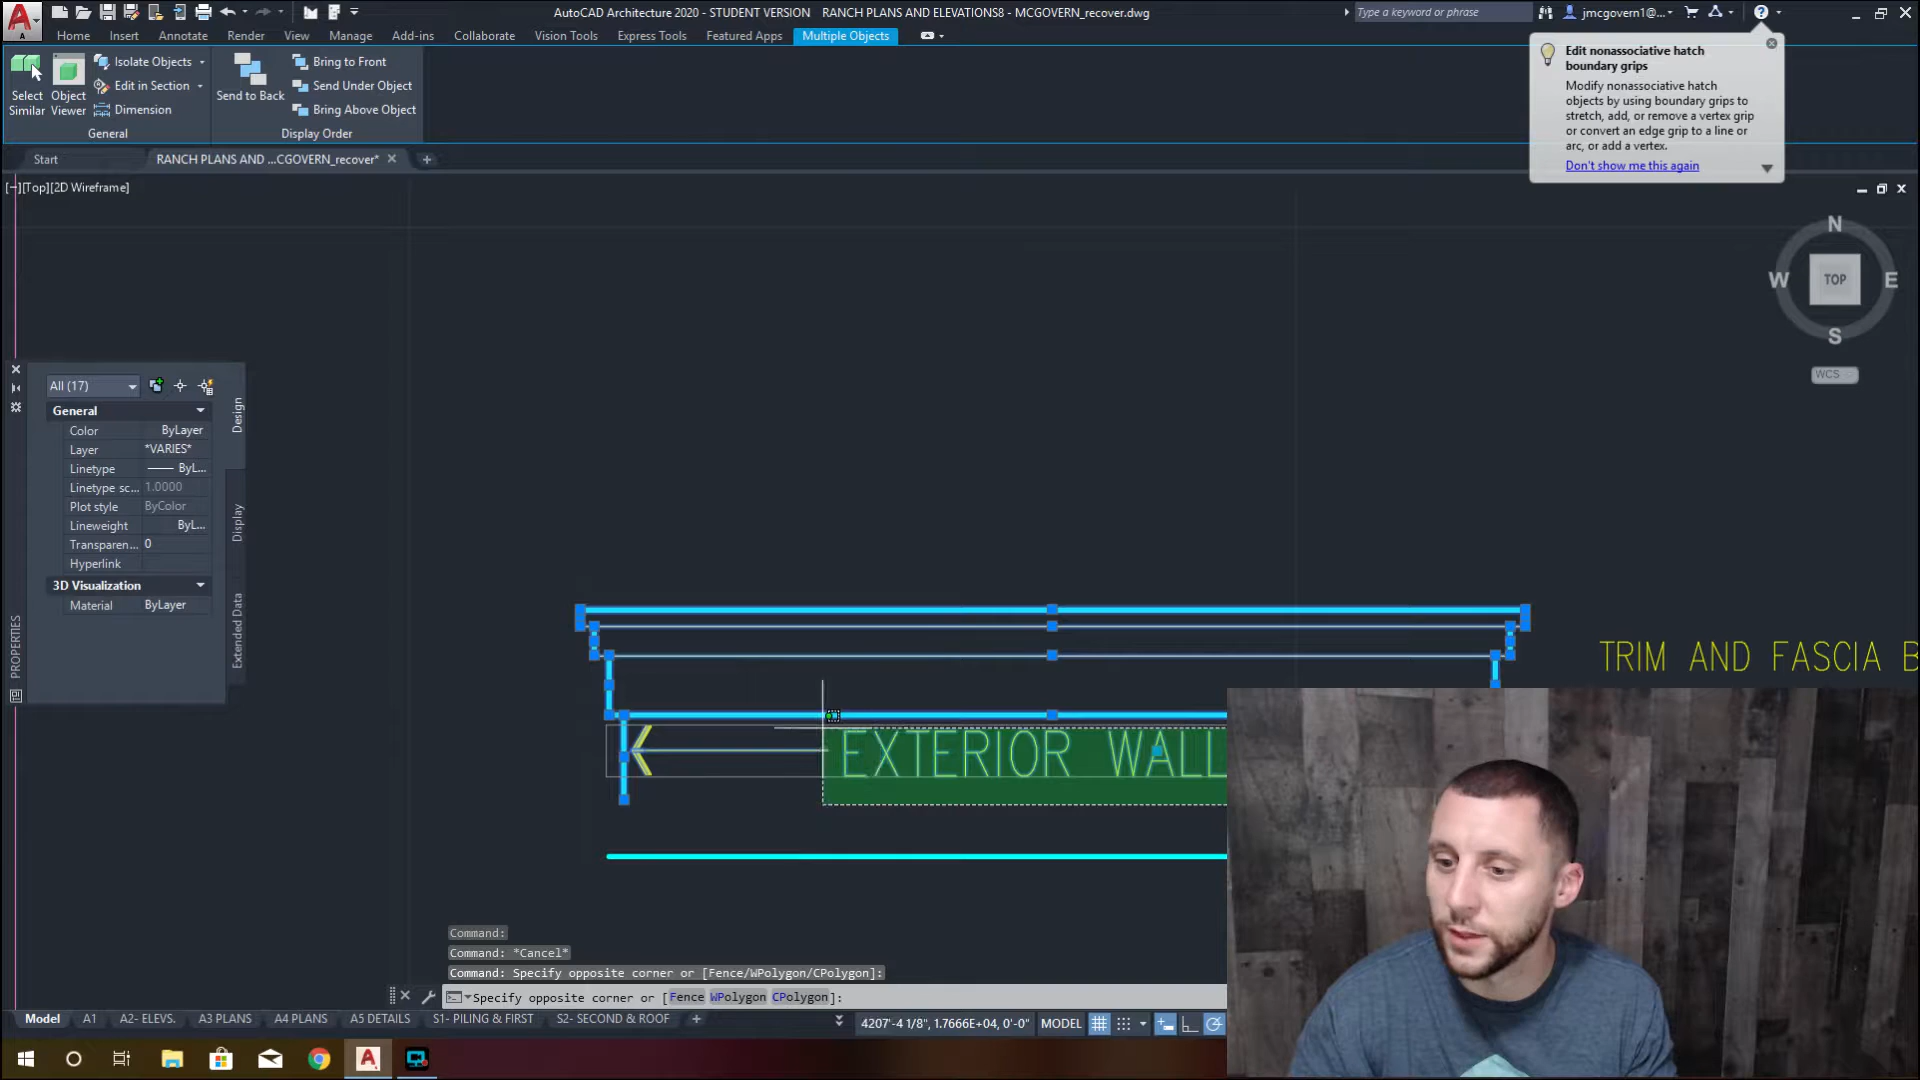 AutoCAD Architecture 2020 - STUDENT VERSION RANCH PLANS AND ELEVATIONS8 - MCGOVERN_recover.dwg
Type a keyword or phrase
jmcgovern1@...
Home Insert Annotate Render View Manage Add-ins Collaborate Vision Tools Express Tools Featured Apps Multiple Objects
Select Similar
Object Viewer
Isolate Objects
Edit in Section
Dimension
General
Send to Back
Bring to Front
Send Under Object
Bring Above Object
Display Order
Edit nonassociative hatch
boundary grips
Modify nonassociative hatch
objects by using boundary grips to
stretch, add, or remove a vertex grip
or convert an edge grip to a line or
arc, or add a vertex.
Don't show me this again
Start
RANCH PLANS AND ...CGOVERN_recover*
[−][Top][2D Wireframe]
N
W TOP E
S
WCS
All (17)
General
Color ByLayer
Layer *VARIES*
Linetype ByL...
Linetype sc... 1.0000
Plot style ByColor
Lineweight ByL...
Transparen... 0
Hyperlink
3D Visualization
Material ByLayer
Design
Display
Extended Data
PROPERTIES
TRIM AND FASCIA B
EXTERIOR WALL
Command:
Command: *Cancel*
Command: Specify opposite corner or [Fence/WPolygon/CPolygon]:
Specify opposite corner or [Fence WPolygon CPolygon]:
Model A1 A2- ELEVS. A3 PLANS A4 PLANS A5 DETAILS S1- PILING & FIRST S2- SECOND & ROOF
4207'-4 1/8", 1.7666E+04, 0'-0" MODEL